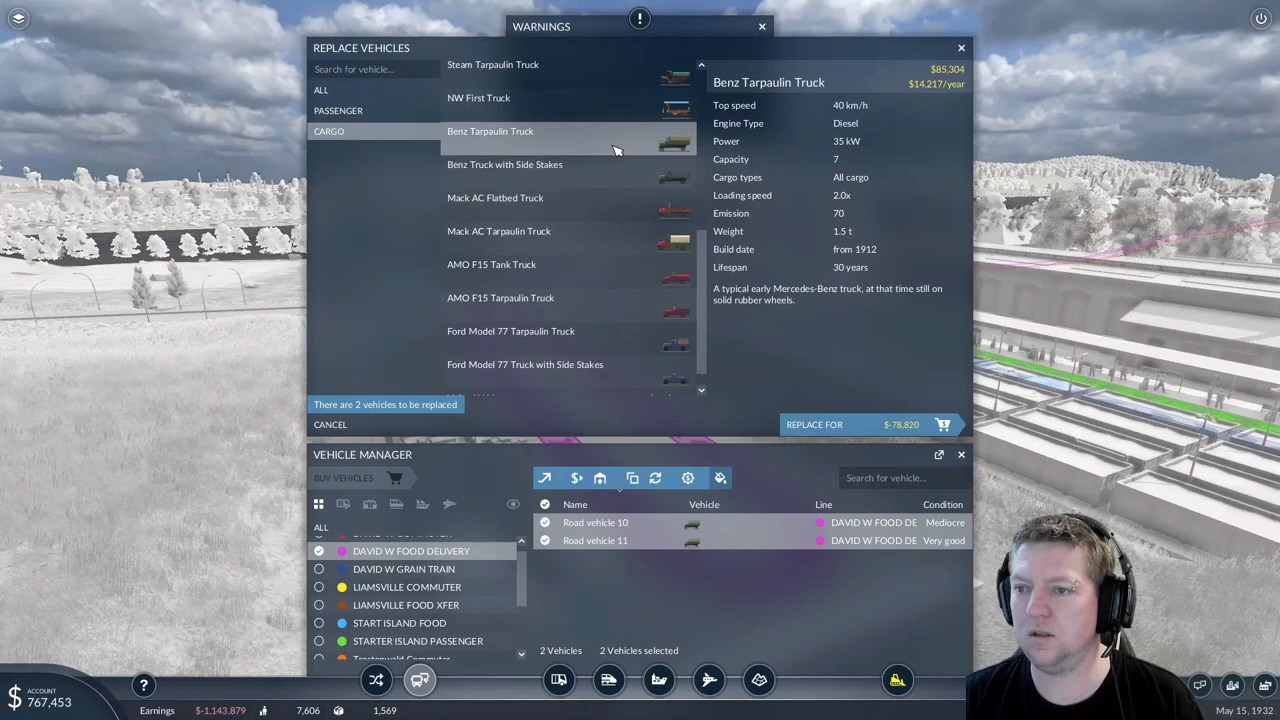 WARNINGS
REPLACE VEHICLES
Search for vehicle...
ALL
PASSENGER
CARGO
Steam Tarpaulin Truck
NW First Truck
Benz Tarpaulin Truck
Benz Truck with Side Stakes
Mack AC Flatbed Truck
Mack AC Tarpaulin Truck
AMO F15 Tank Truck
AMO F15 Tarpaulin Truck
Ford Model 77 Tarpaulin Truck
Ford Model 77 Truck with Side Stakes
$85,304
Benz Tarpaulin Truck
$14,217/year
Top speed 40 km/h
Engine Type Diesel
Power 35 kW
Capacity 7
Cargo types All cargo
Loading speed 2.0x
Emission 70
Weight 1.5 t
Build date from 1912
Lifespan 30 years
A typical early Mercedes-Benz truck, at that time still on
solid rubber wheels.
There are 2 vehicles to be replaced
CANCEL
REPLACE FOR $-78,820
VEHICLE MANAGER
BUY VEHICLES
Search for vehicle...
ALL
DAVID W FOOD DELIVERY
DAVID W GRAIN TRAIN
LIAMSVILLE COMMUTER
LIAMSVILLE FOOD XFER
START ISLAND FOOD
STARTER ISLAND PASSENGER
Name Vehicle Line Condition
Road vehicle 10 DAVID W FOOD DE Mediocre
Road vehicle 11 DAVID W FOOD DE Very good
2 Vehicles 2 Vehicles selected
$ ACCOUNT
767,453
?
Earnings $-1,143,879 7,606 1,569
May 15, 1932